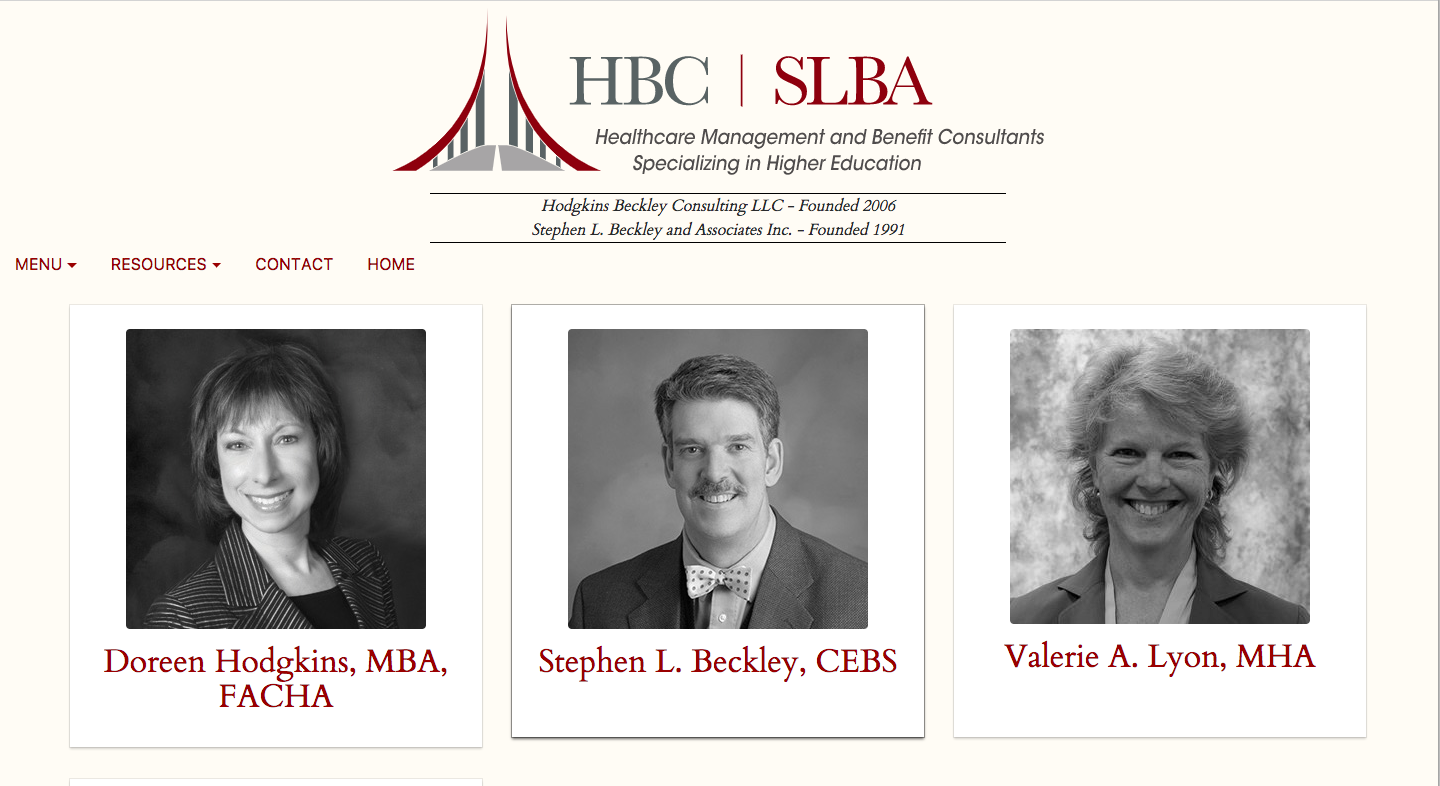 HBC | SLBA
Healthcare Management and Benefit Consultants
Specializing in Higher Education
Hodgkins Beckley Consulting LLC - Founded 2006
Stephen L. Beckley and Associates Inc. - Founded 1991
MENU RESOURCES CONTACT HOME
Doreen Hodgkins, MBA,
FACHA
Stephen L. Beckley, CEBS
Valerie A. Lyon, MHA